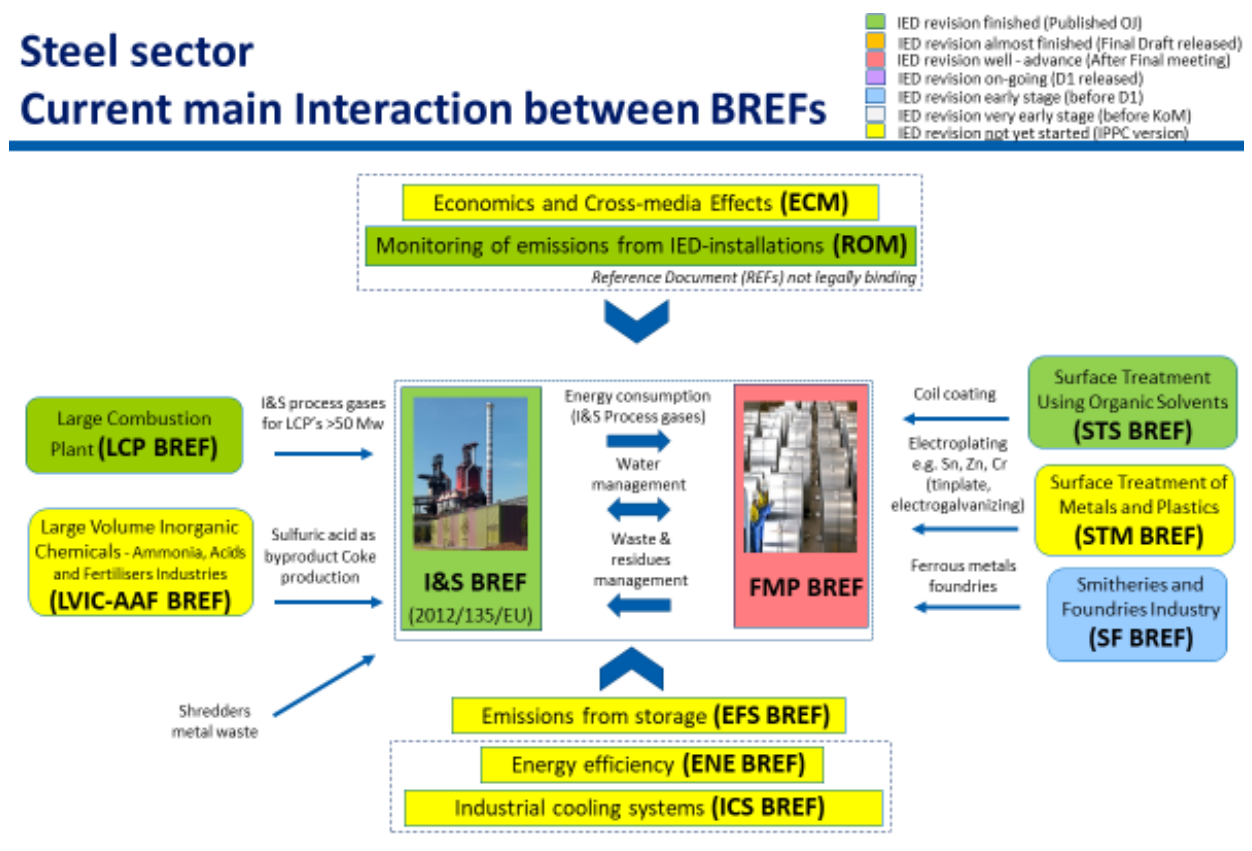 Steel sector
Current main Interaction between BREFs
IED revision finished (Published OJ)
IED revision almost finished (Final Draft released)
IED revision well - advance (After Final meeting)
IED revision on-going (D1 released)
IED revision early stage (before D1)
IED revision very early stage (before KoM)
IED revision not yet started (IPPC version)
Economics and Cross-media Effects (ECM)
Monitoring of emissions from IED-installations (ROM)
Reference Document (REFs) not legally binding
Large Combustion
Plant (LCP BREF)
I&S process gases
for LCP's >50 Mw
Large Volume Inorganic
Chemicals - Ammonia, Acids
and Fertilisers Industries
(LVIC-AAF BREF)
Sulfuric acid as
byproduct Coke
production
Shredders
metal waste
I&S BREF
(2012/135/EU)
Energy consumption
(I&S Process gases)
Water
management
Waste &
residues
management
FMP BREF
Coil coating
Electroplating
e.g. Sn, Zn, Cr
(tinplate,
electrogalvanizing)
Ferrous metals
foundries
Surface Treatment
Using Organic Solvents
(STS BREF)
Surface Treatment of
Metals and Plastics
(STM BREF)
Smitheries and
Foundries Industry
(SF BREF)
Emissions from storage (EFS BREF)
Energy efficiency (ENE BREF)
Industrial cooling systems (ICS BREF)